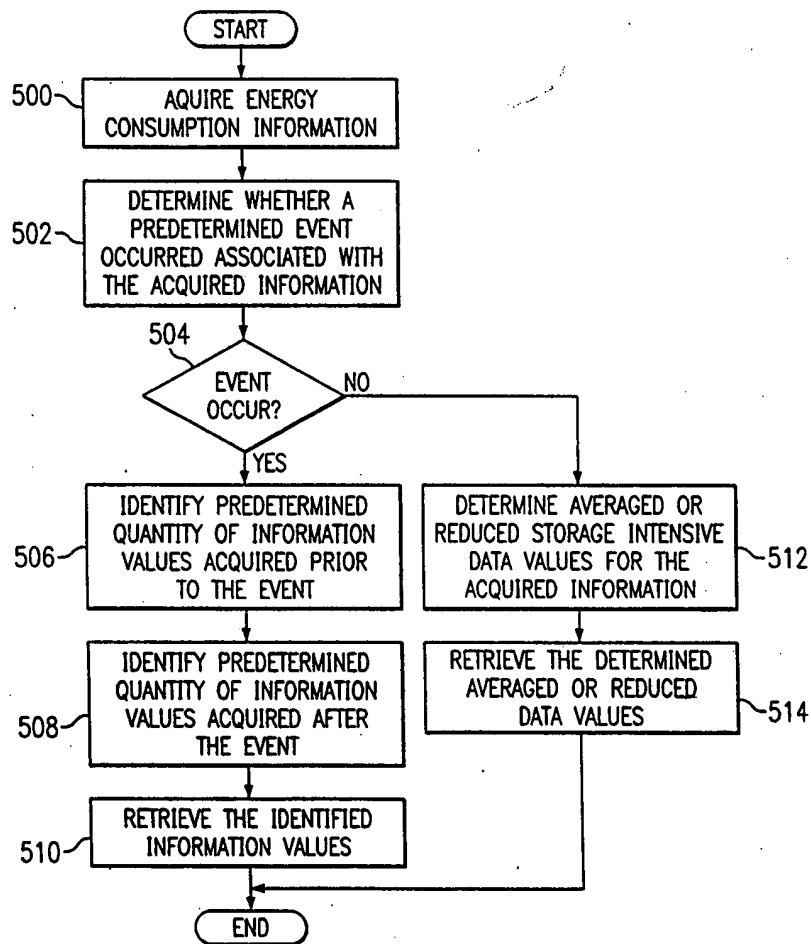 START
500
AQUIRE ENERGY
CONSUMPTION INFORMATION
502
DETERMINE WHETHER A
PREDETERMINED EVENT
OCCURRED ASSOCIATED WITH
THE ACQUIRED INFORMATION
504
EVENT
OCCUR?
NO
YES
506
IDENTIFY PREDETERMINED
QUANTITY OF INFORMATION
VALUES ACQUIRED PRIOR
TO THE EVENT
DETERMINE AVERAGED OR
REDUCED STORAGE INTENSIVE
DATA VALUES FOR THE
ACQUIRED INFORMATION
512
508
IDENTIFY PREDETERMINED
QUANTITY OF INFORMATION
VALUES ACQUIRED AFTER
THE EVENT
RETRIEVE THE DETERMINED
AVERAGED OR REDUCED
DATA VALUES
514
510
RETRIEVE THE IDENTIFIED
INFORMATION VALUES
END